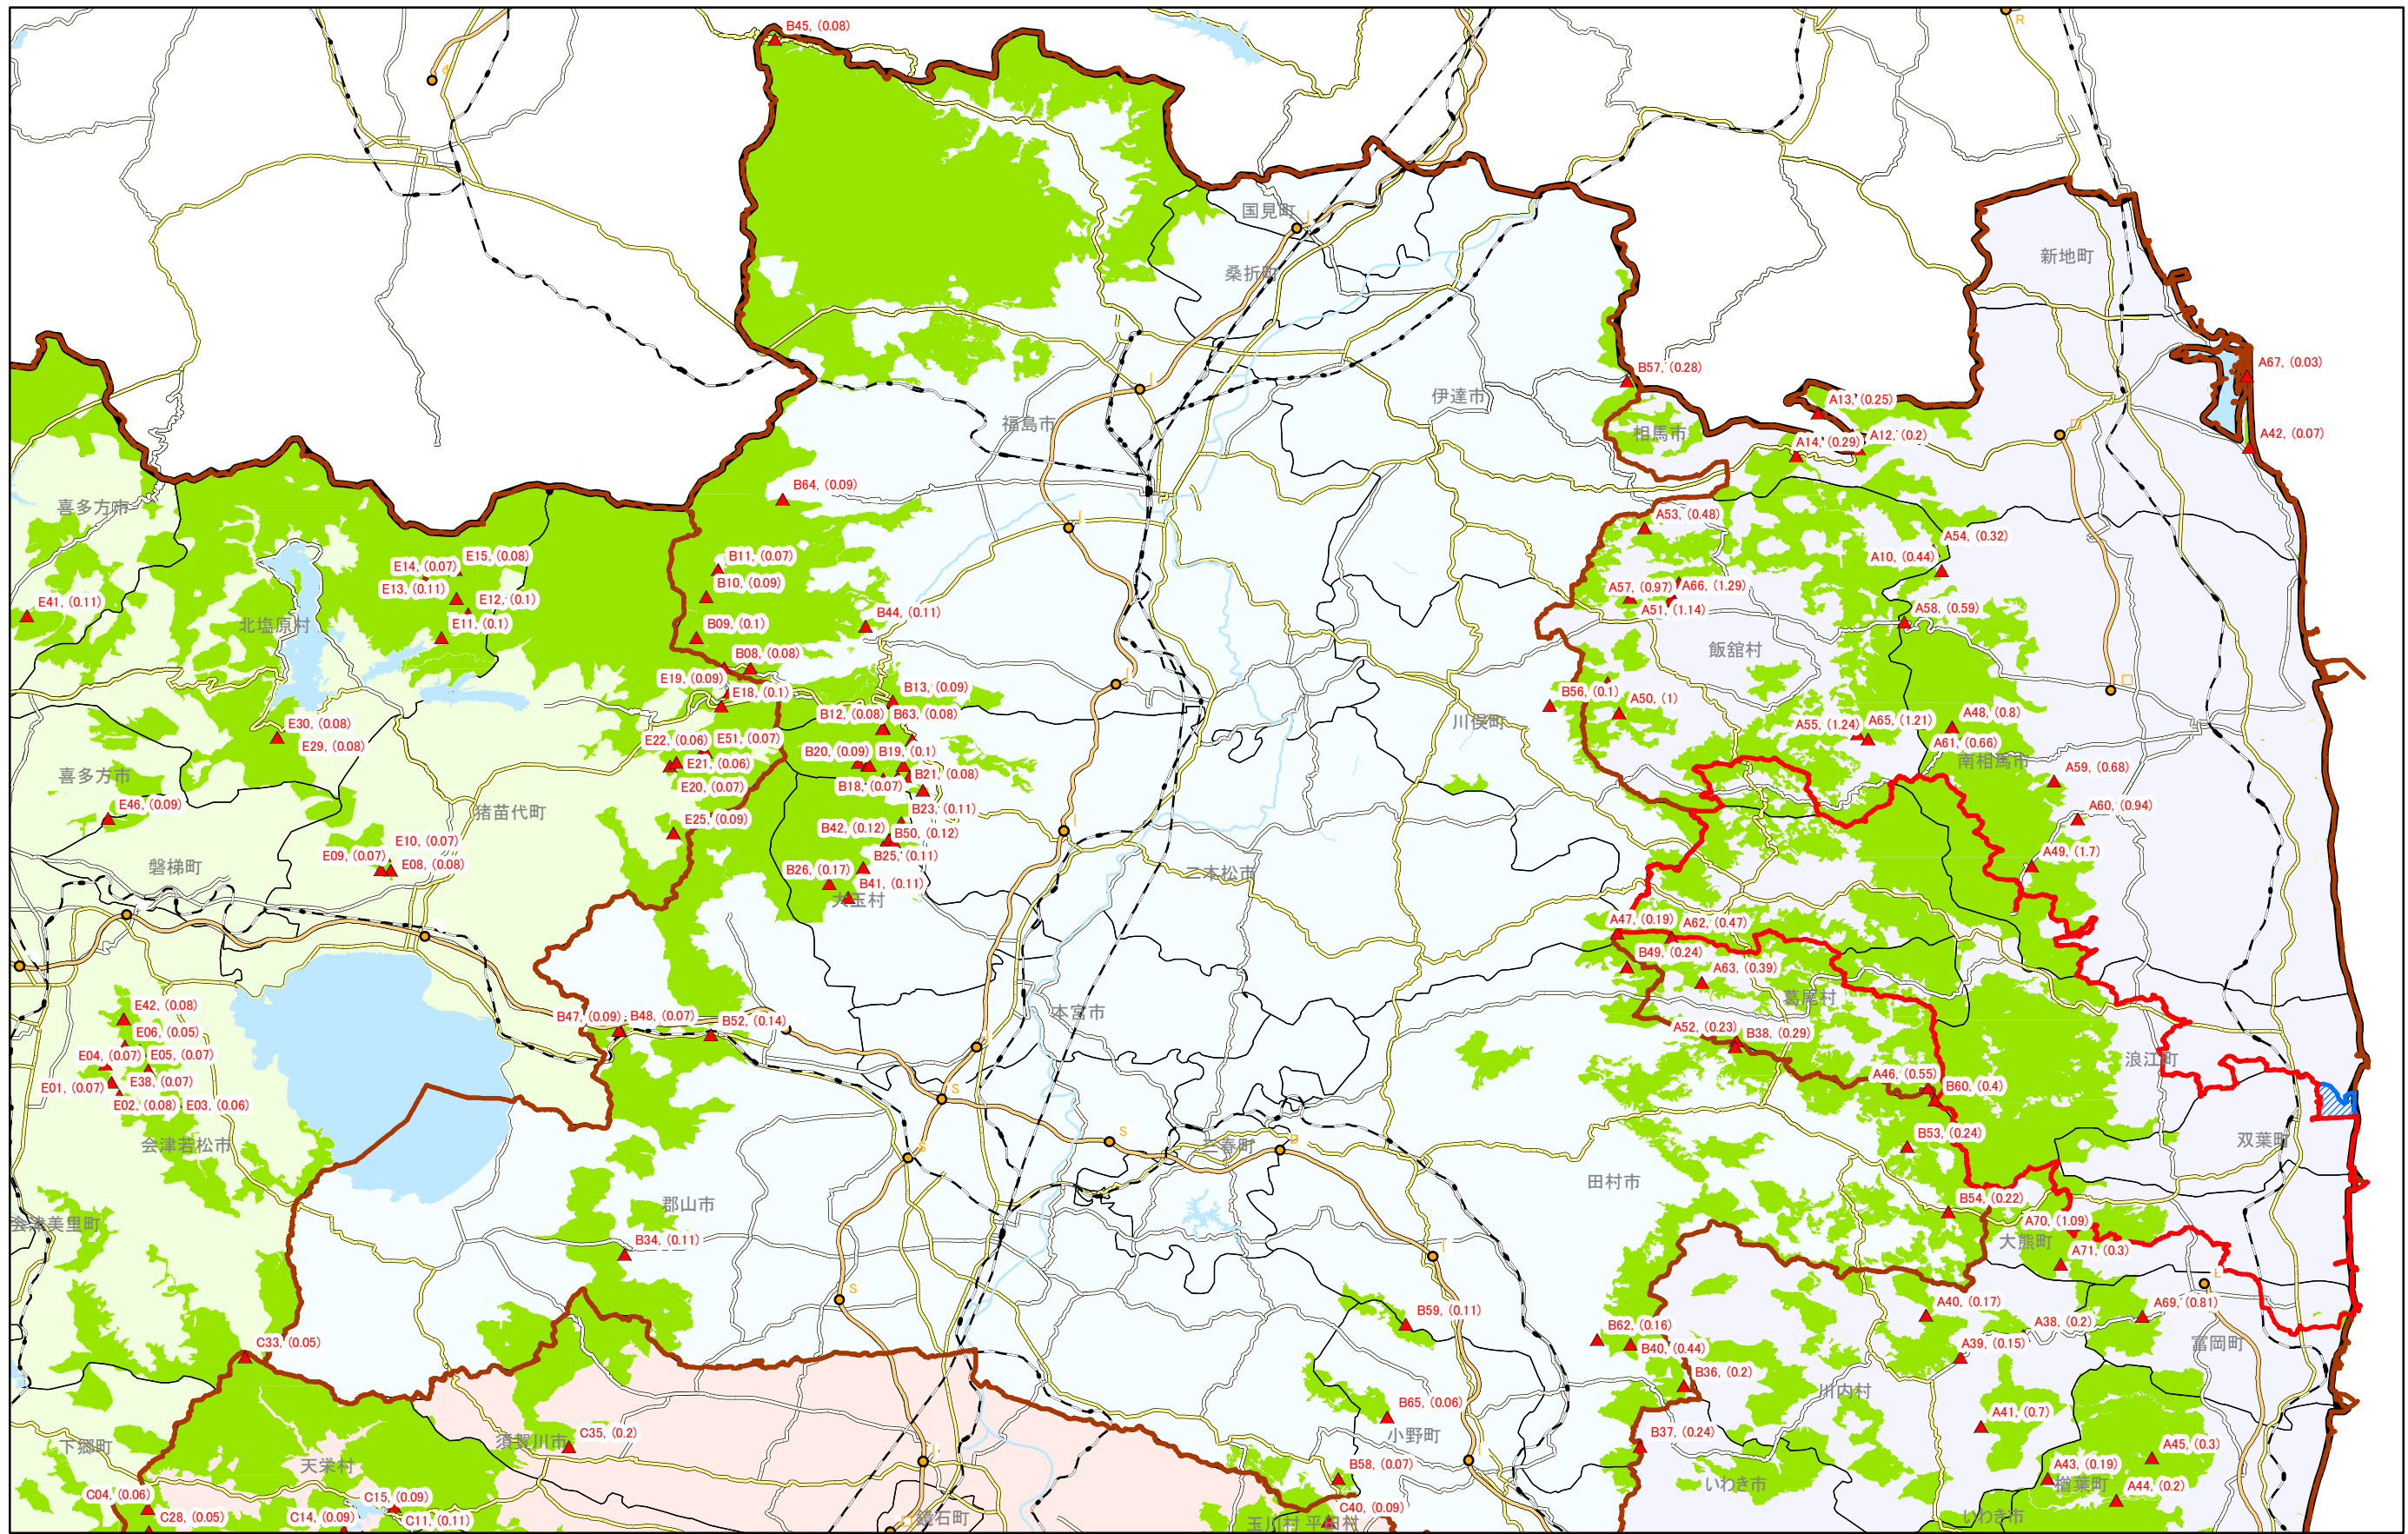 B45, (0.08)
R
国見町
新地町
桑折町
B57, (0.28)
A67, (0.03)
伊達市
A13, (0.25)
福島市
相馬市
A14, (0.29)
A12, (0.2)
A42, (0.07)
B64, (0.09)
喜多方市
A53, (0.48)
A54, (0.32)
E15, (0.08)
E14, (0.07)
B11, (0.07)
A10, (0.44)
B10, (0.09)
E13, (0.11)
E12, (0.1)
A57, (0.97)
A66, (1.29)
E41, (0.11)
A51, (1.14)
A58, (0.59)
B44, (0.11)
北塩原村
E11, (0.1)
B09, (0.1)
飯舘村
B08, (0.08)
E19, (0.09)
E18, (0.1)
B13, (0.09)
B56, (0.1)
A50, (1)
B12, (0.08)
B63, (0.08)
川俣町
E30, (0.08)
A55, (1.24)
A65, (1.21)
A48, (0.8)
E29, (0.08)
E22, (0.06)
E51, (0.07)
A61, (0.66)
B20, (0.09)
B19, (0.1)
南相馬市
E21, (0.06)
喜多方市
B21, (0.08)
A59, (0.68)
E20, (0.07)
B18, (0.07)
E46, (0.09)
猪苗代町
B23, (0.11)
A60, (0.94)
E25, (0.09)
B42, (0.12)
B50, (0.12)
E10, (0.07)
E09, (0.07)
B25, (0.11)
A49, (1.7)
磐梯町
E08, (0.08)
B26, (0.17)
B41, (0.11)
二本松市
大玉村
A47, (0.19)
A62, (0.47)
B49, (0.24)
A63, (0.39)
葛尾村
E42, (0.08)
本宮市
B47, (0.09)
B48, (0.07)
B52, (0.14)
E06, (0.05)
A52, (0.23)
B38, (0.29)
E04, (0.07)
E05, (0.07)
浪江町
E01, (0.07)
E38, (0.07)
A46, (0.55)
B60, (0.4)
E02, (0.08)
E03, (0.06)
S
S
会津若松市
S
三春町
双葉町
B53, (0.24)
田村市
郡山市
B54, (0.22)
会津美里町
A70, (1.09)
大熊町
B34, (0.11)
A71, (0.3)
S
B59, (0.11)
A40, (0.17)
A69, (0.81)
B62, (0.16)
A38, (0.2)
C33, (0.05)
B40, (0.44)
A39, (0.15)
富岡町
B36, (0.2)
川内村
B65, (0.06)
A41, (0.7)
C35, (0.2)
須賀川市
小野町
下郷町
B37, (0.24)
A45, (0.3)
天栄村
B58, (0.07)
A43, (0.19)
いわき市
楢葉町
A44, (0.2)
C04, (0.06)
C15, (0.09)
C40, (0.09)
C28, (0.05)
C14, (0.09)
C11, (0.11)
鏡石町
玉川村
平田村
いわき市